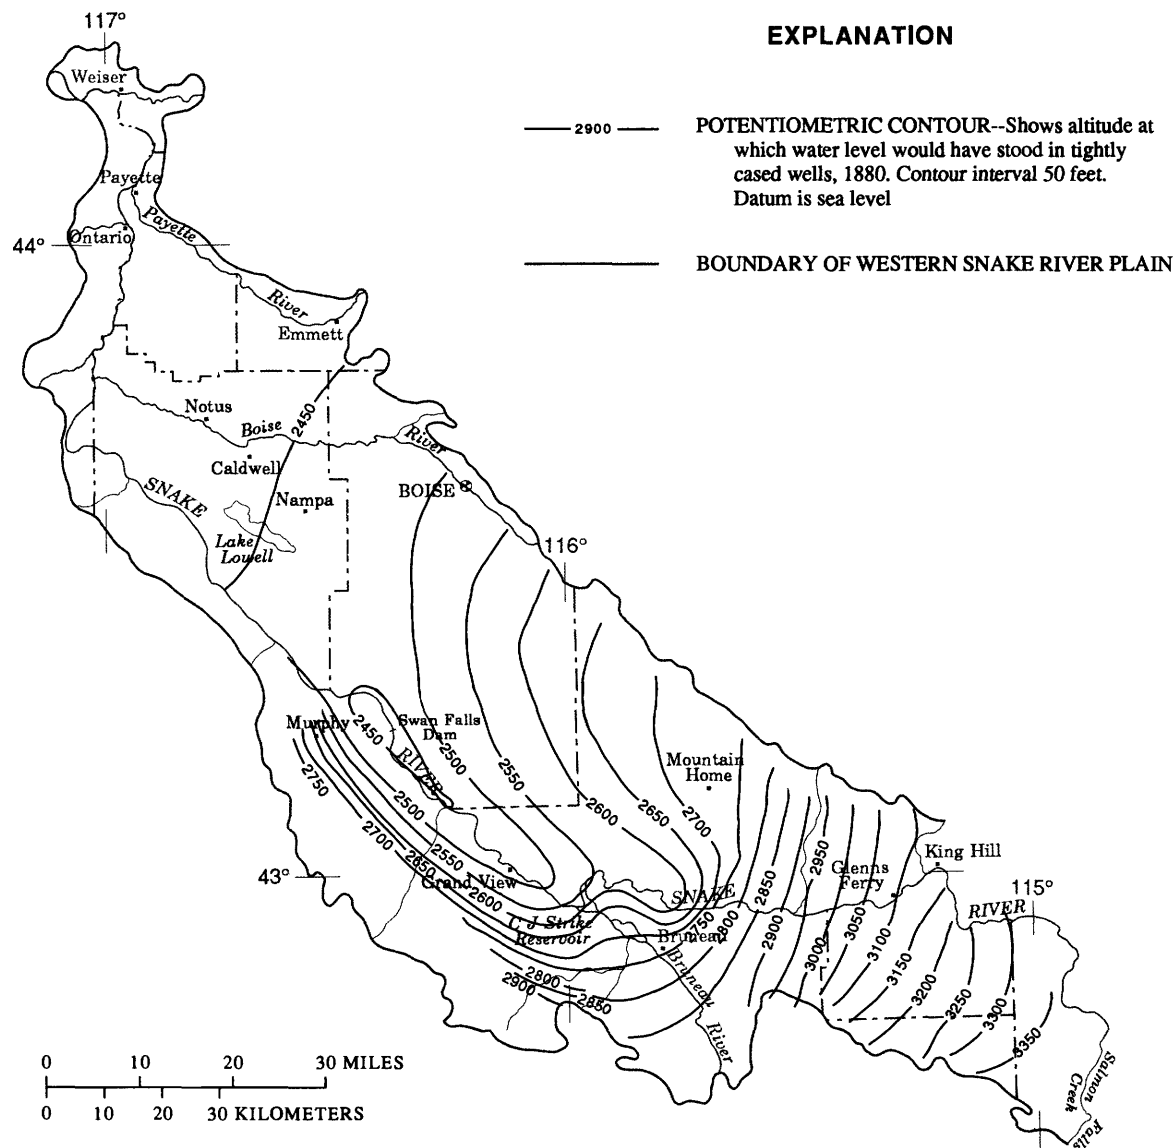 117°
EXPLANATION
Weiser
2900
POTENTIOMETRIC CONTOUR--Shows altitude at
which water level would have stood in tightly
cased wells, 1880. Contour interval 50 feet.
Datum is sea level
Payette
Payette
River
Ontario
44°
BOUNDARY OF WESTERN SNAKE RIVER PLAIN
Emmett
Notus
Boise
River
2450
Caldwell
SNAKE
BOISE
Nampa
Lake
Lowell
116°
Murphy
2450
Swan Falls
Dam
RIVER
2500
2550
2600
2650
2700
Mountain
Home
2750
2700
2650
2500
2550
2600
Grand View
43°
C J Strike
Reservoir
SNAKE
2750
2800
2850
2900
2950
3000
3050
3100
3150
3200
3250
3300
3350
Glenns
Ferry
King Hill
115°
RIVER
Bruneau
Bruneau
River
2800
2850
2900
0 10 20 30 MILES
0 10 20 30 KILOMETERS
Salmon
Creek
Falls